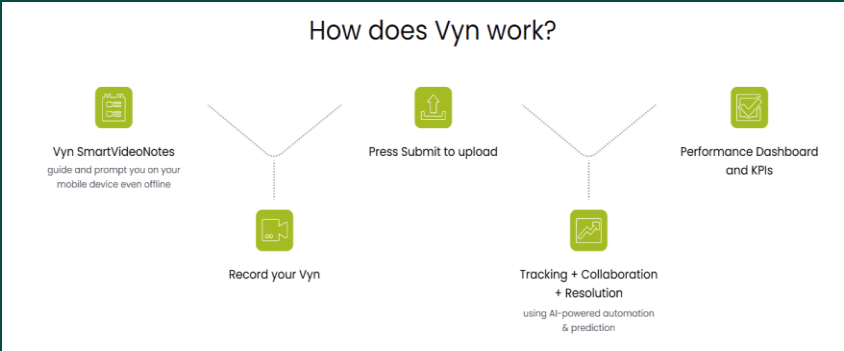 How does Vyn work?
Vyn SmartVideoNotes
guide and prompt you on your
mobile device even offline
Record your Vyn
Press Submit to upload
Tracking + Collaboration
+ Resolution
using AI-powered automation
& prediction
Performance Dashboard
and KPIs